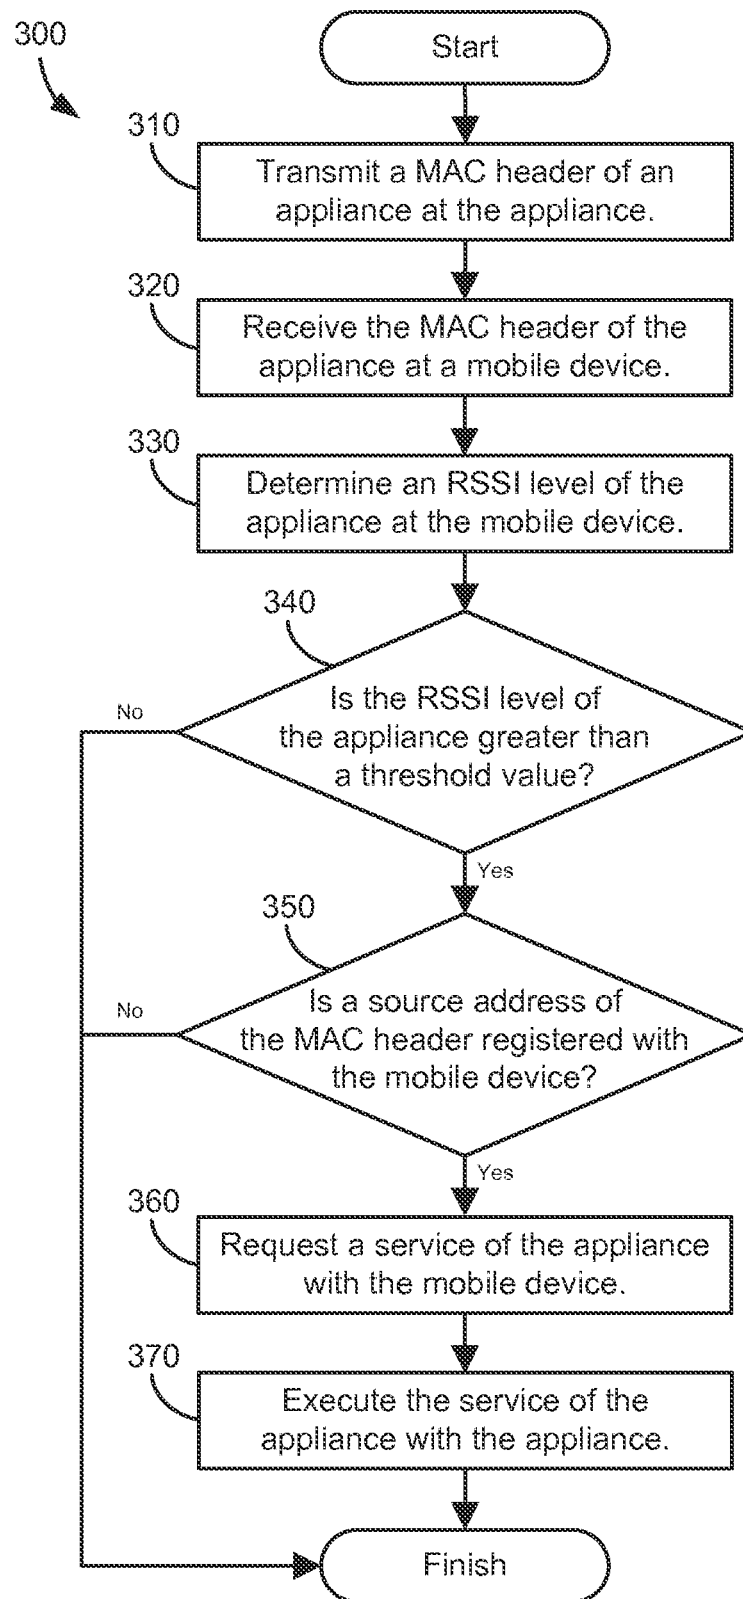 300
Start
310
Transmit a MAC header of an
appliance at the appliance.
320
Receive the MAC header of the
appliance at a mobile device.
330
Determine an RSSI level of the
appliance at the mobile device.
340
Is the RSSI level of
the appliance greater than
a threshold value?
No
Yes
350
Is a source address of
the MAC header registered with
the mobile device?
No
Yes
360
Request a service of the appliance
with the mobile device.
370
Execute the service of the
appliance with the appliance.
Finish